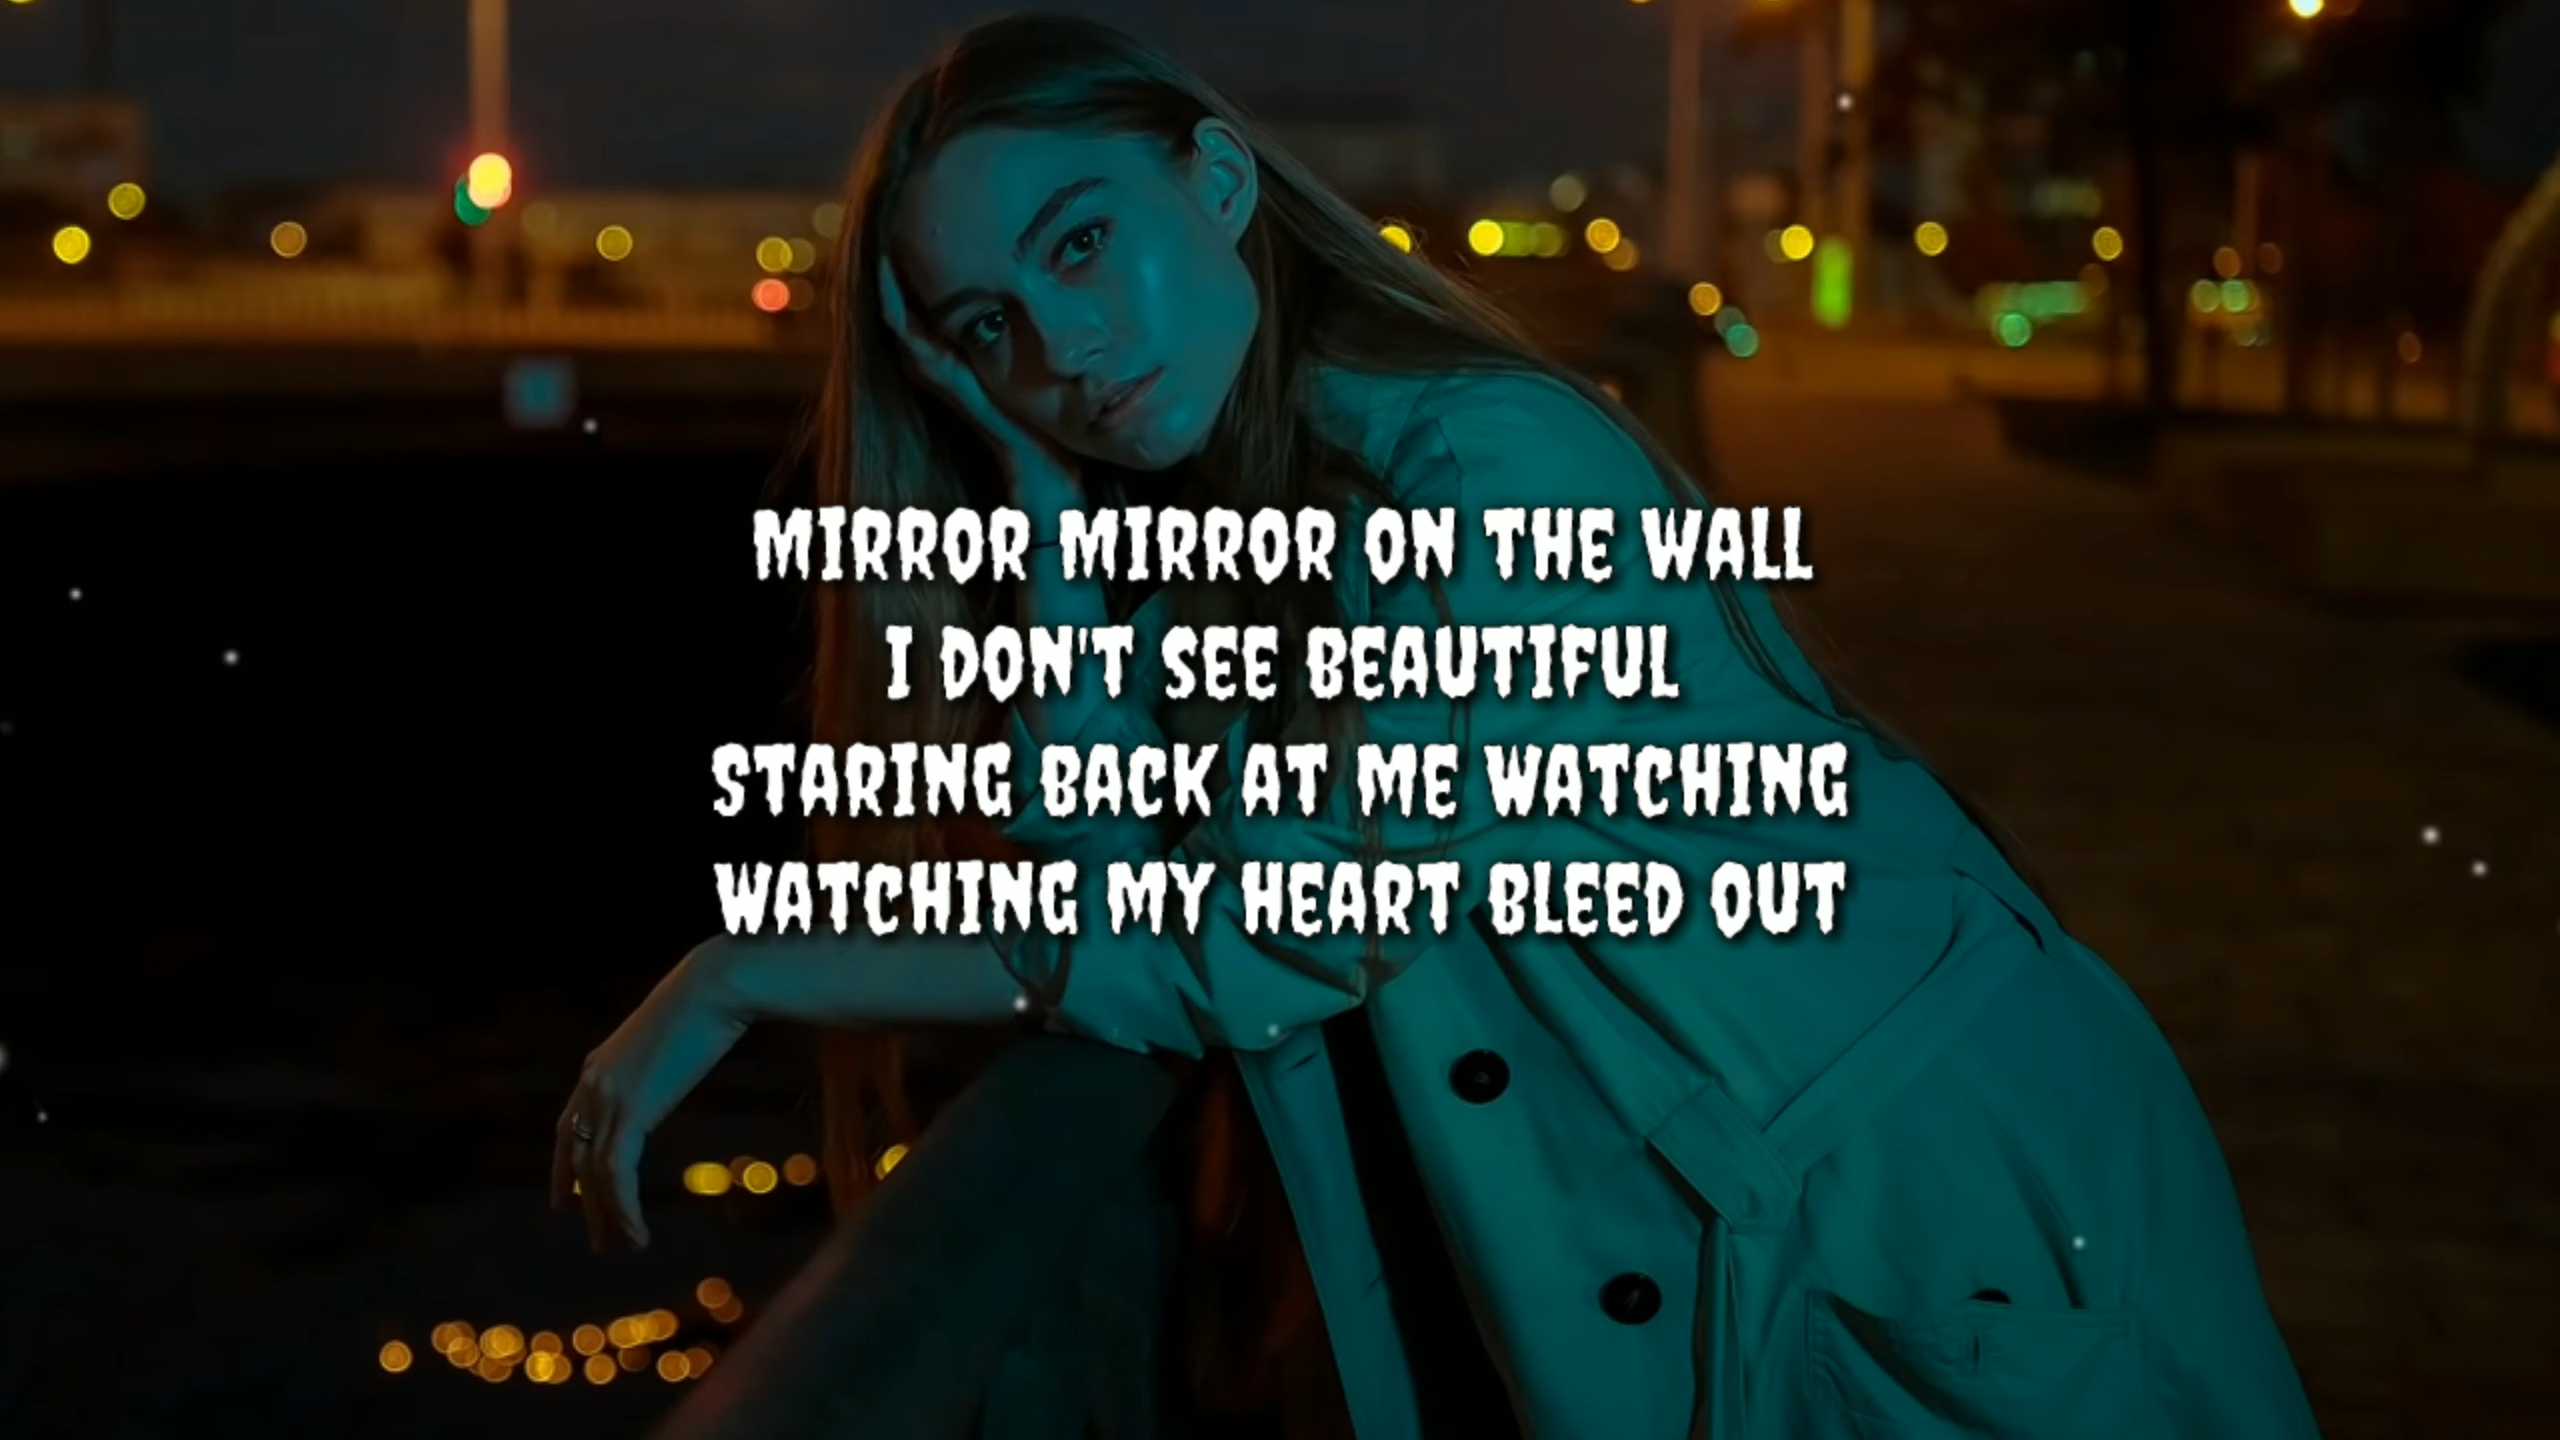 MIRROR MIRROR ON THE WALL
I DON'T SEE BEAUTIFUL
STARING BACK AT ME WATCHING
WATCHING MY HEART BLEED OUT